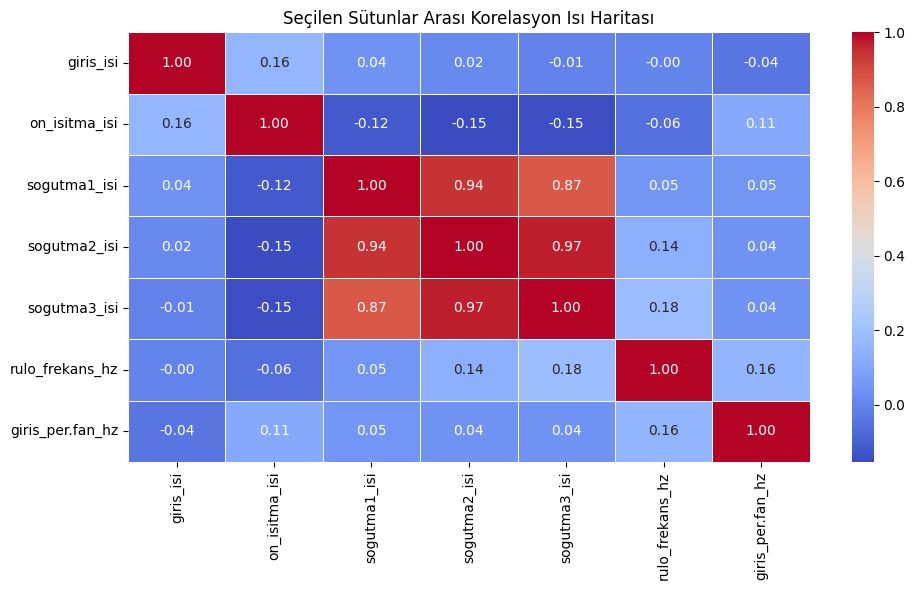 Seçilen Sütunlar Arası Korelasyon Isı Haritası
giris_isi 1.00 0.16 0.04 0.02 -0.01 -0.00 -0.04
on_isitma_isi 0.16 1.00 -0.12 -0.15 -0.15 -0.06 0.11
sogutma1_isi 0.04 -0.12 1.00 0.94 0.87 0.05 0.05
sogutma2_isi 0.02 -0.15 0.94 1.00 0.97 0.14 0.04
sogutma3_isi -0.01 -0.15 0.87 0.97 1.00 0.18 0.04
rulo_frekans_hz -0.00 -0.06 0.05 0.14 0.18 1.00 0.16
giris_per.fan_hz -0.04 0.11 0.05 0.04 0.04 0.16 1.00
giris_isi
on_isitma_isi
sogutma1_isi
sogutma2_isi
sogutma3_isi
rulo_frekans_hz
giris_per.fan_hz
1.0
0.8
0.6
0.4
0.2
0.0